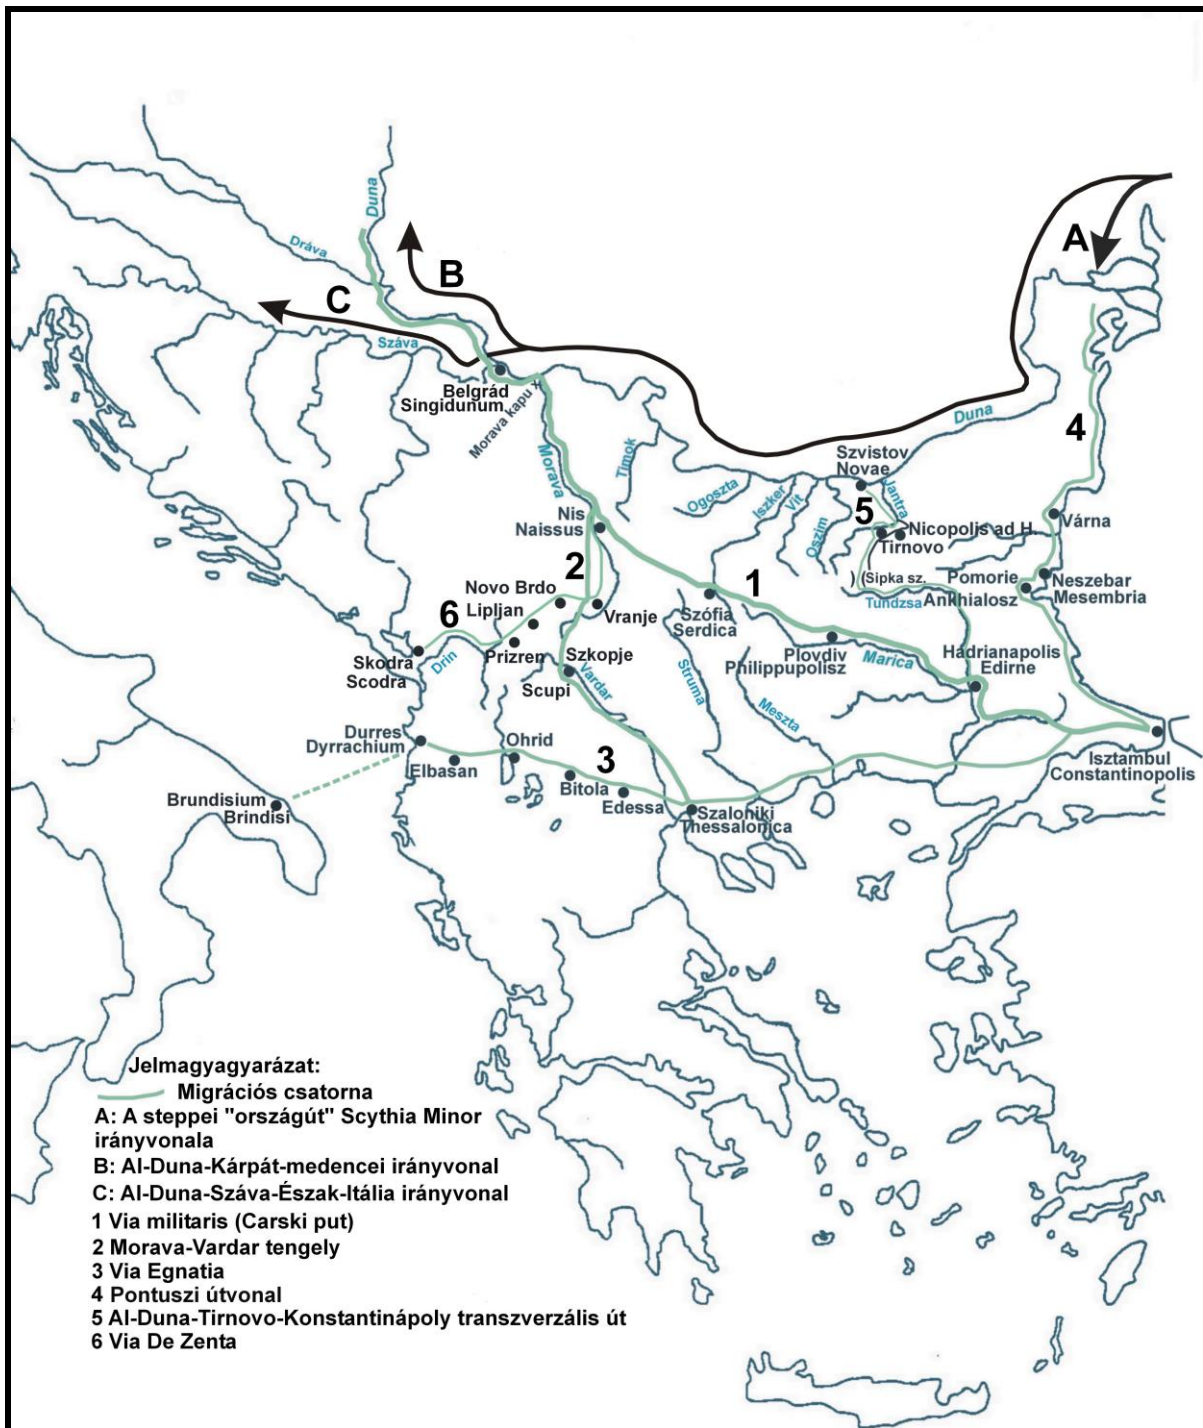 Duna
Dráva
A
B
C
Száva
Belgrád
Singidunum
Morava kapu
Duna
4
Morava
Timok
Szvistov
Novae
Ogoszta
Iszker
Vit
Oszim
Jantra
5
Nis
Naissus
Nicopolis ad H.
Tirnovo
Várna
2
(Sipka sz.
Pomorie
Ankhialosz
Neszebar
Mesembria
Novo Brdo
Lipljan
6
Vranje
1
Szófia
Serdica
Tundzsa
Skodra
Scodra
Drin
Prizren
Szkopje
Scupi
Vardar
Struma
Plovdiv
Philippupolisz
Marica
Hádrianapolis
Edirne
Meszta
Durres
Dyrrachium
Ohrid
3
Elbasan
Bitola
Edessa
Isztambul
Constantinopolis
Brundisium
Brindisi
Szaloniki
Thessalonica
Jelmagyagyarázat:
Migrációs csatorna
A: A steppei "országút" Scythia Minor
irányvonala
B: Al-Duna-Kárpát-medencei irányvonal
C: Al-Duna-Száva-Észak-Itália irányvonal
1 Via militaris (Carski put)
2 Morava-Vardar tengely
3 Via Egnatia
4 Pontuszi útvonal
5 Al-Duna-Tirnovo-Konstantinápoly transzverzális út
6 Via De Zenta